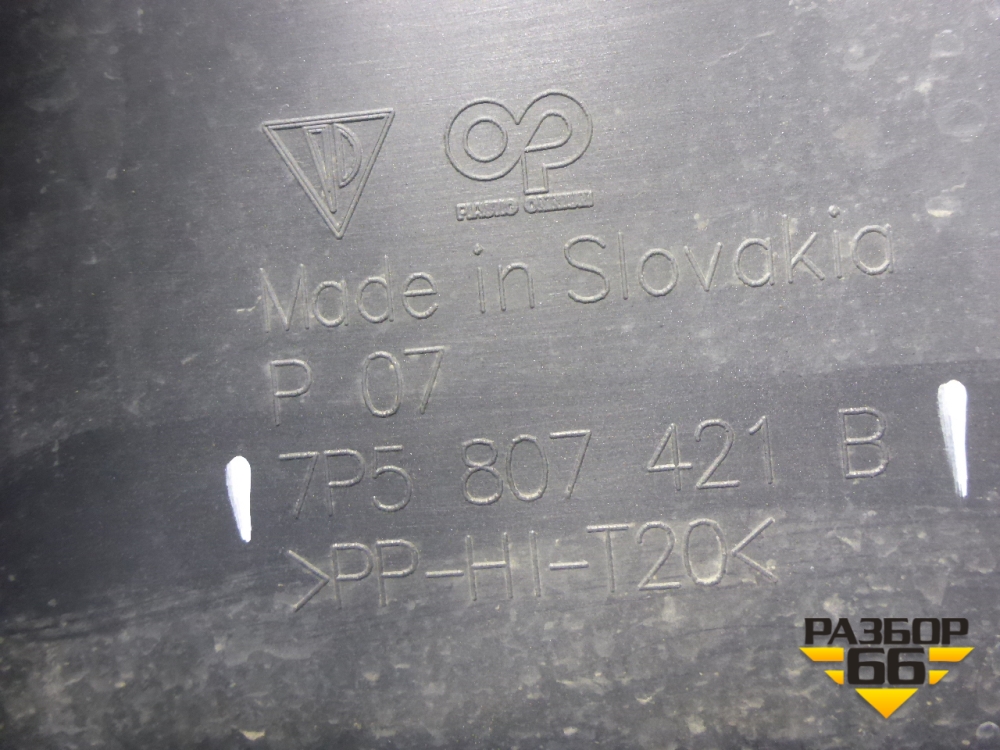 OP
PLASTIC OMNIUM
Made in Slovakia
P 07
7P5 807 421 B
>PP-HI-T20<
РАЗБОР
66